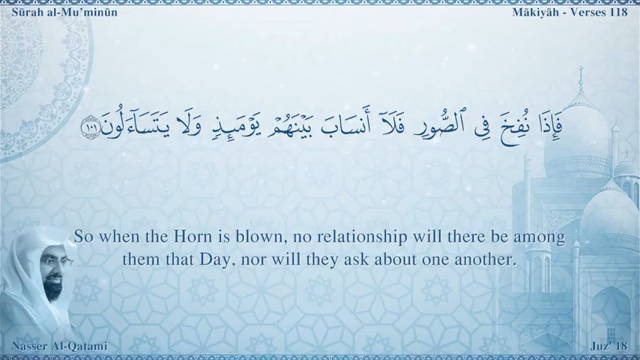 Sūrah al-Mu’minūn
Mākiyāh - Verses 118
فَإِذَا نُفِخَ فِى ٱلصُّورِ فَلَآ أَنسَابَ بَيْنَهُمْ يَوْمَئِذٍ وَلَا يَتَسَآءَلُونَ ١٠١
So when the Horn is blown, no relationship will there be among
them that Day, nor will they ask about one another.
Nasser Al-Qatami
Juz' 18